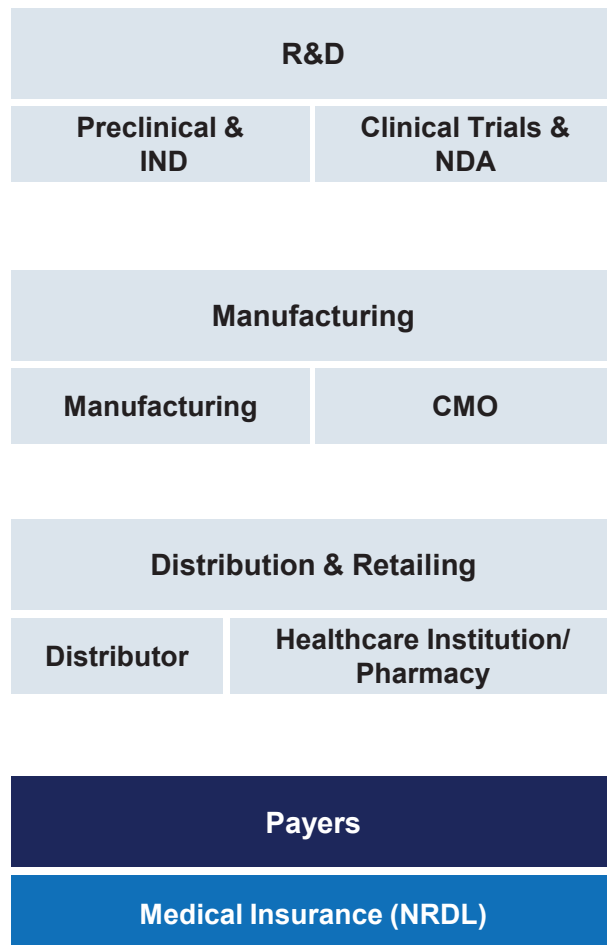 R&D
Preclinical &
IND
Clinical Trials &
NDA
Manufacturing
Manufacturing
CMO
Distribution & Retailing
Distributor
Healthcare Institution/
Pharmacy
Payers
Medical Insurance (NRDL)